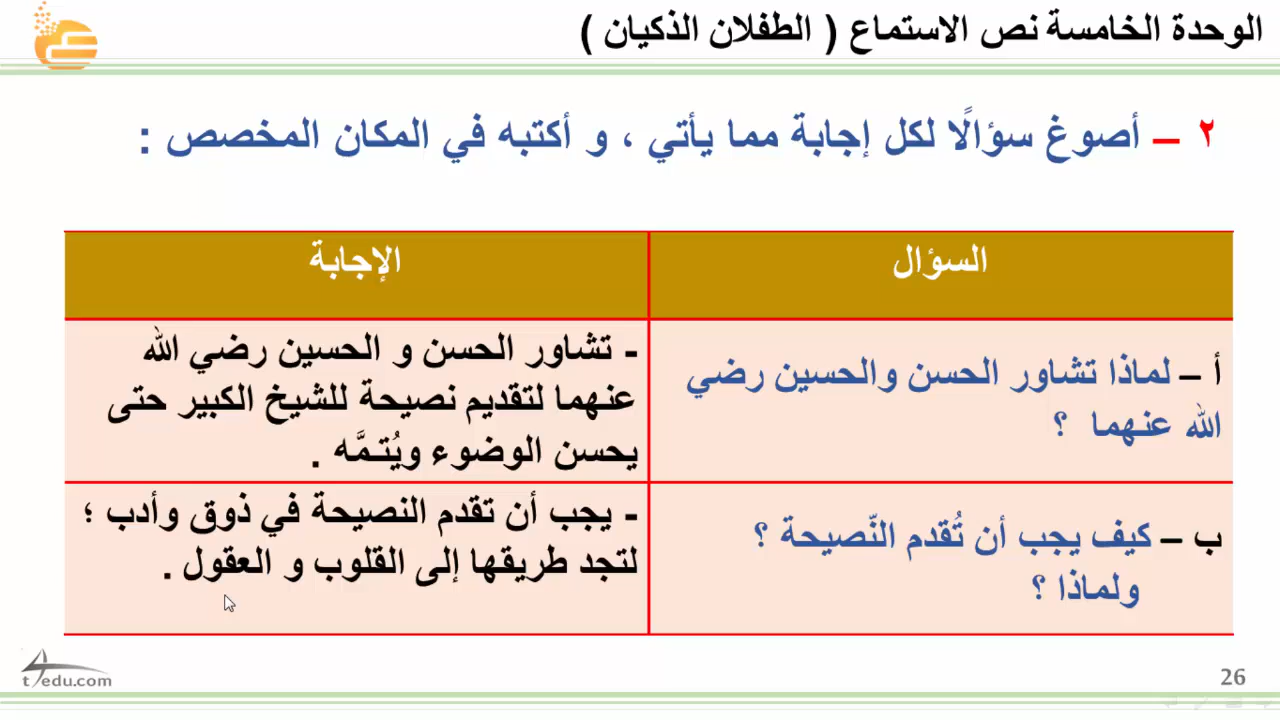 الوحدة الخامسة نص الاستماع ( الطفلان الذكيان )
٢ – أصوغ سؤالًا لكل إجابة مما يأتي ، و أكتبه في المكان المخصص :
السؤال
الإجابة
أ – لماذا تشاور الحسن والحسين رضي
الله عنهما ؟
- تشاور الحسن و الحسين رضي الله
عنهما لتقديم نصيحة للشيخ الكبير حتى
يحسن الوضوء ويُتـمَّه .
ب – كيف يجب أن تُقدم النّصيحة ؟
ولماذا ؟
- يجب أن تقدم النصيحة في ذوق وأدب ؛
لتجد طريقها إلى القلوب و العقول .
t4edu.com
26